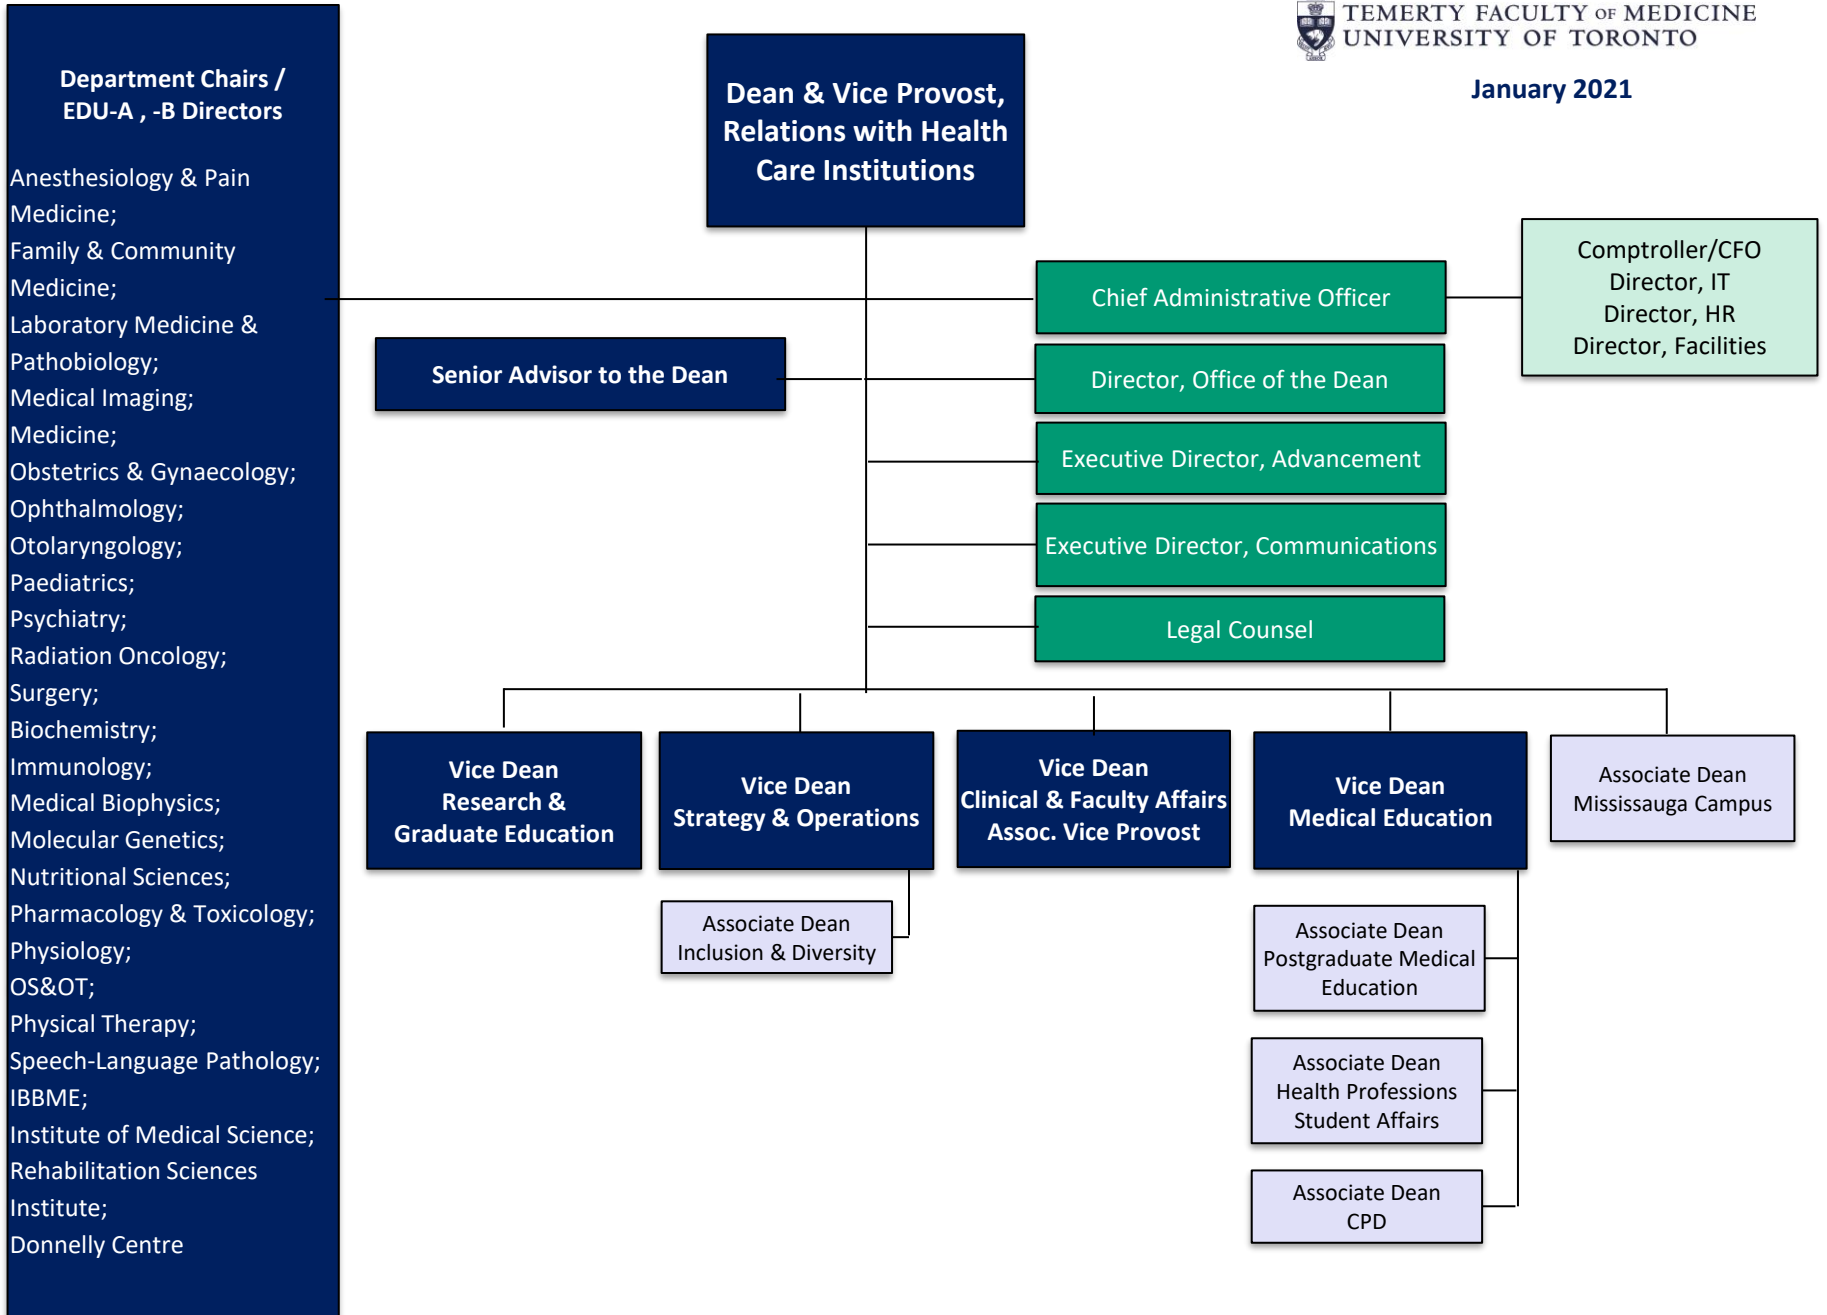 TEMERTY FACULTY OF MEDICINE
UNIVERSITY OF TORONTO
January 2021
Department Chairs /
EDU-A , -B Directors
Anesthesiology & Pain
Medicine;
Family & Community
Medicine;
Laboratory Medicine &
Pathobiology;
Medical Imaging;
Medicine;
Obstetrics & Gynaecology;
Ophthalmology;
Otolaryngology;
Paediatrics;
Psychiatry;
Radiation Oncology;
Surgery;
Biochemistry;
Immunology;
Medical Biophysics;
Molecular Genetics;
Nutritional Sciences;
Pharmacology & Toxicology;
Physiology;
OS&OT;
Physical Therapy;
Speech-Language Pathology;
IBBME;
Institute of Medical Science;
Rehabilitation Sciences
Institute;
Donnelly Centre
Dean & Vice Provost,
Relations with Health
Care Institutions
Chief Administrative Officer
Comptroller/CFO
Director, IT
Director, HR
Director, Facilities
Senior Advisor to the Dean
Director, Office of the Dean
Executive Director, Advancement
Executive Director, Communications
Legal Counsel
Vice Dean
Research &
Graduate Education
Vice Dean
Strategy & Operations
Associate Dean
Inclusion & Diversity
Vice Dean
Clinical & Faculty Affairs
Assoc. Vice Provost
Vice Dean
Medical Education
Associate Dean
Postgraduate Medical
Education
Associate Dean
Health Professions
Student Affairs
Associate Dean
CPD
Associate Dean
Mississauga Campus